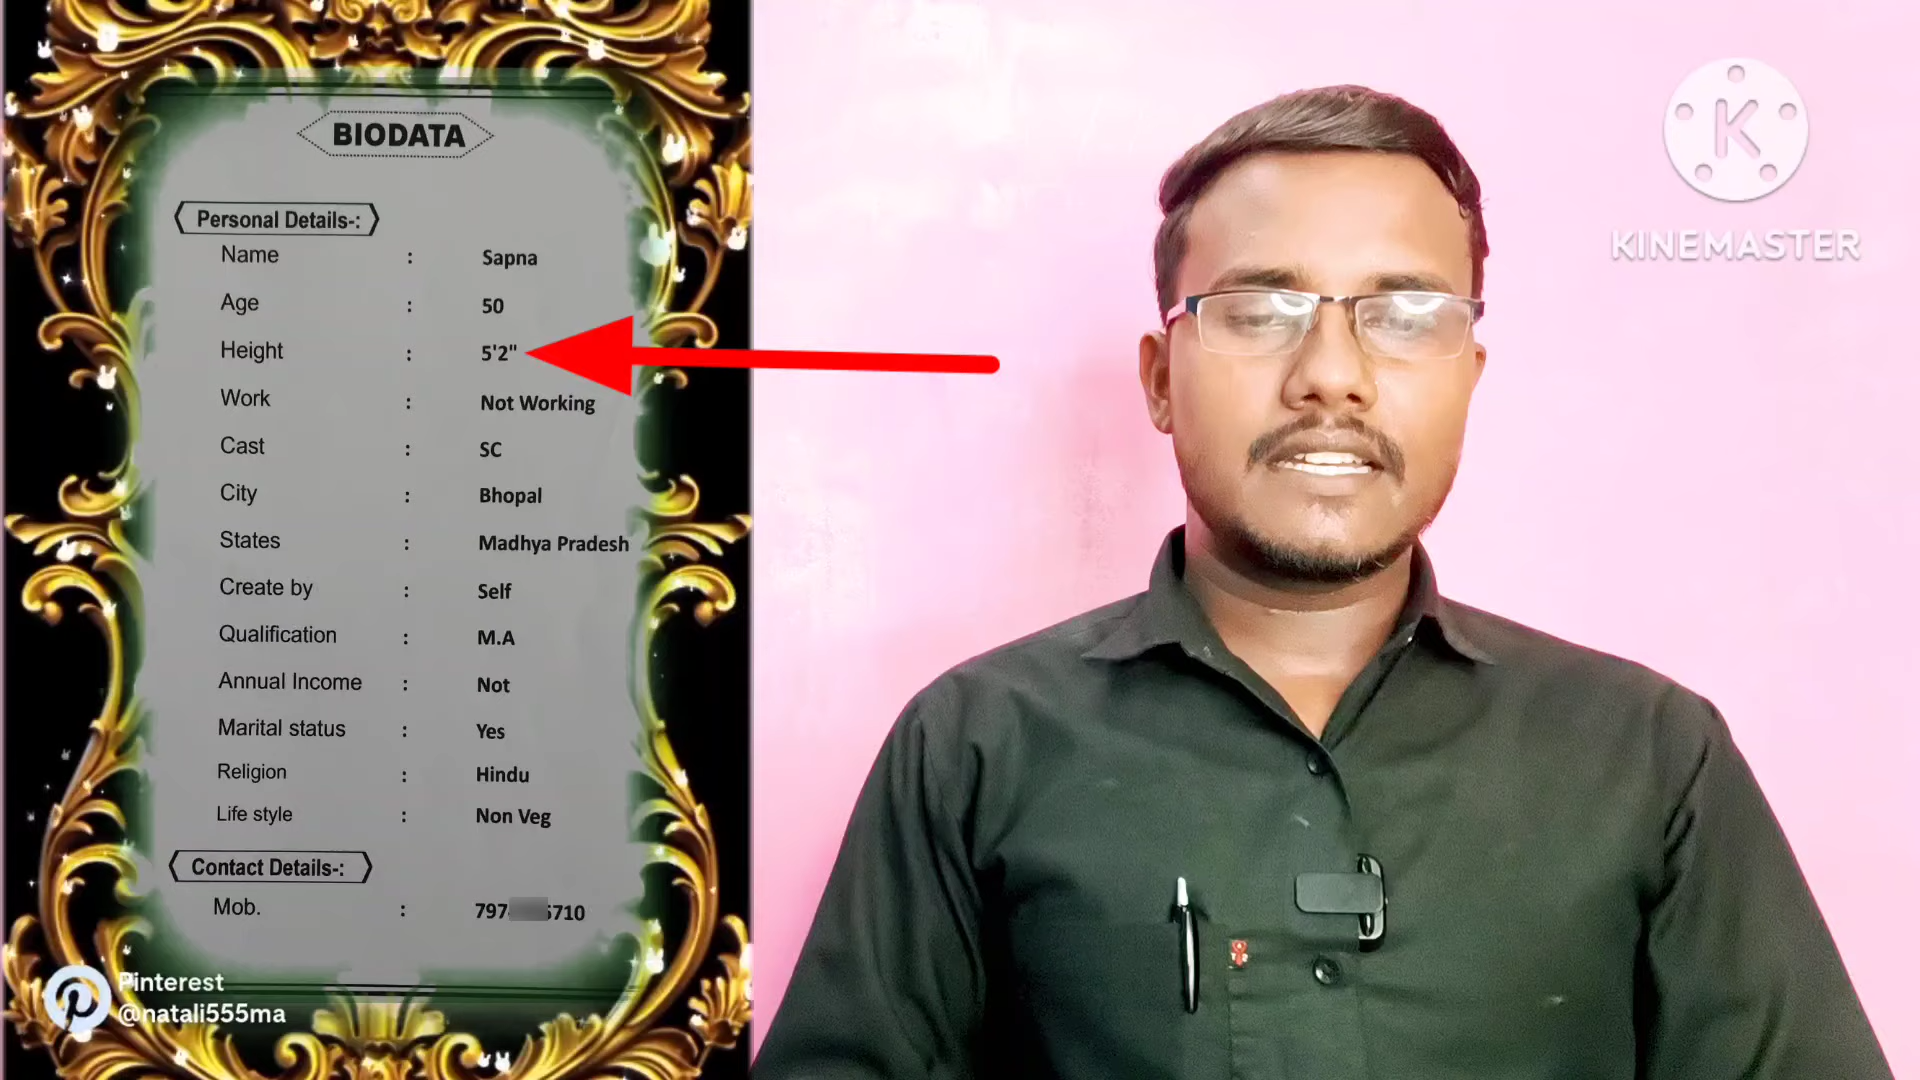 BIODATA
Personal Details-:
Name : Sapna
Age : 50
Height : 5'2"
Work : Not Working
Cast : SC
City : Bhopal
States : Madhya Pradesh
Create by : Self
Qualification : M.A
Annual Income : Not
Marital status : Yes
Religion : Hindu
Life style : Non Veg
Contact Details-:
Mob. : 797 710
Pinterest
@natali555ma
K
KINEMASTER